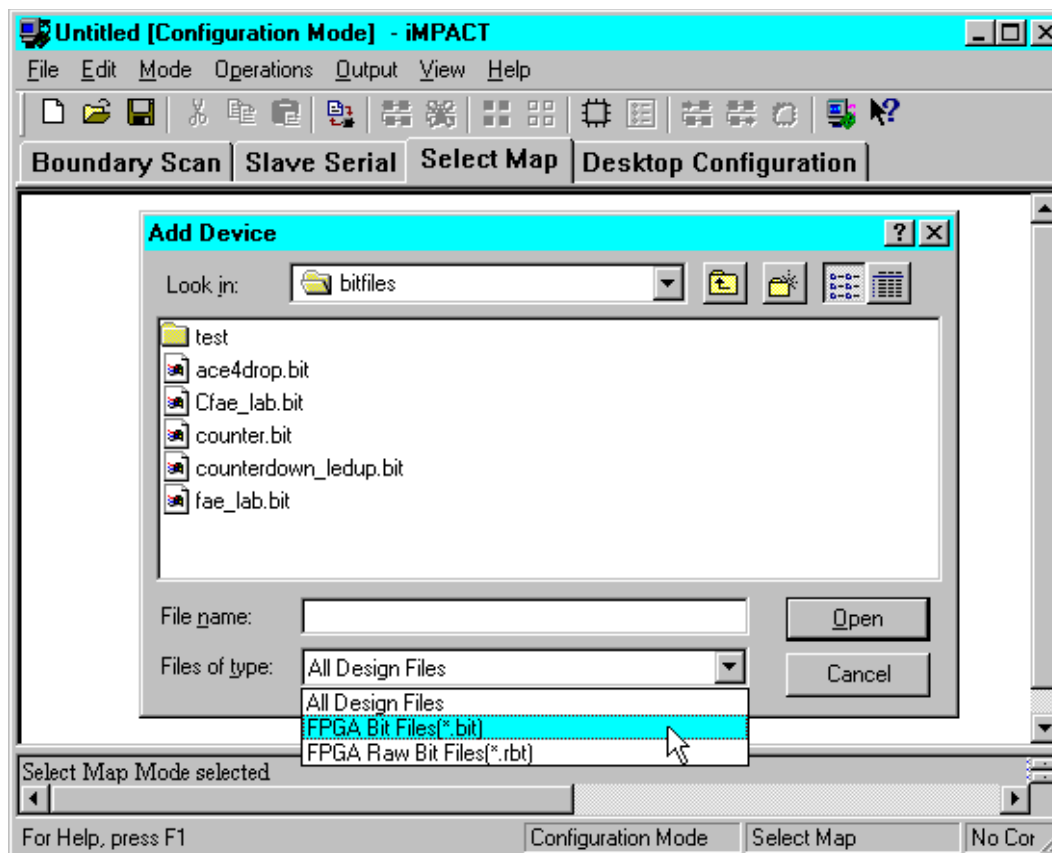 Untitled [Configuration Mode] - iMPACT
File Edit Mode Operations Output View Help
Boundary Scan Slave Serial Select Map Desktop Configuration
Add Device
Look in: bitfiles
test
ace4drop.bit
Cfae_lab.bit
counter.bit
counterdown_ledup.bit
fae_lab.bit
File name: Open
Files of type: All Design Files Cancel
All Design Files
FPGA Bit Files(*.bit)
FPGA Raw Bit Files(*.rbt)
Select Map Mode selected
For Help, press F1 Configuration Mode Select Map No Cor